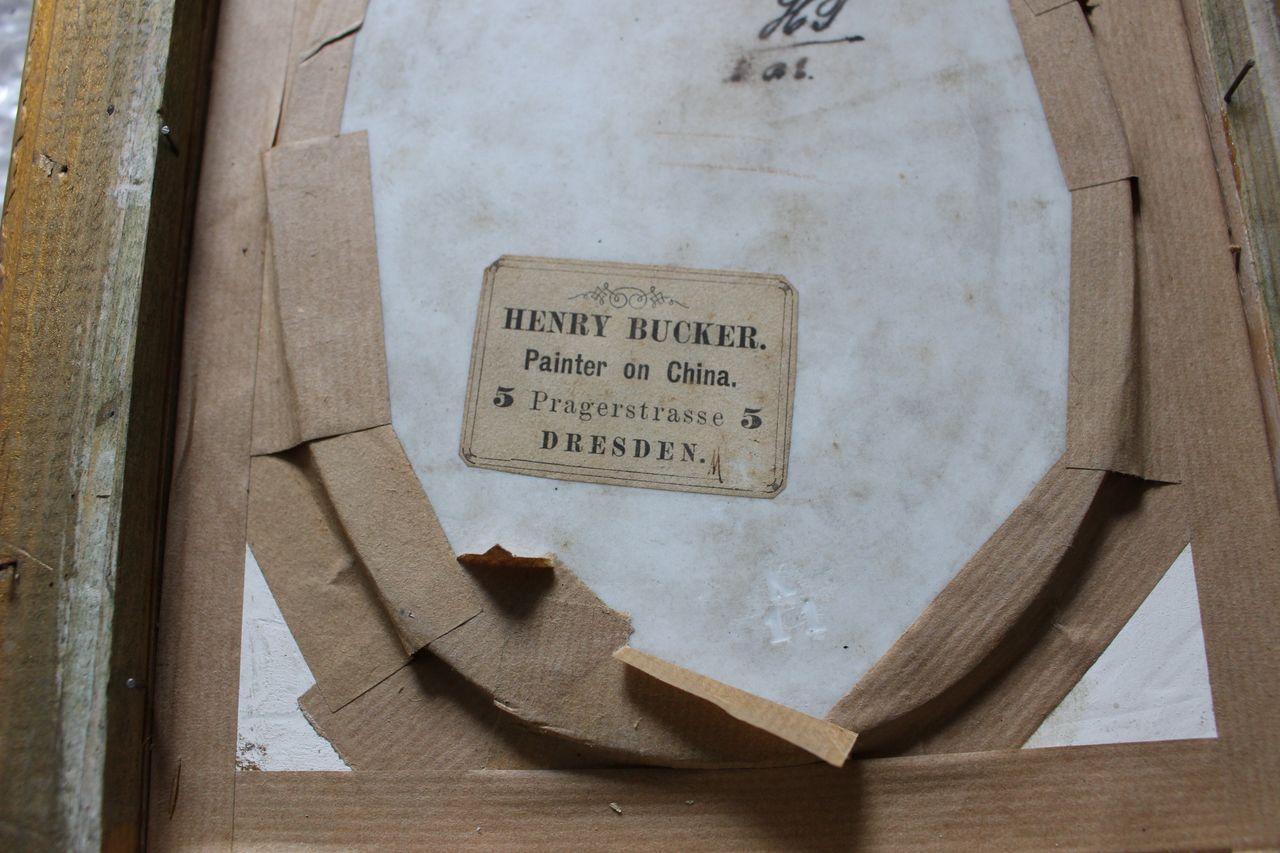 HENRY BUCKER.
Painter on China.
5 Pragerstrasse 5
DRESDEN.